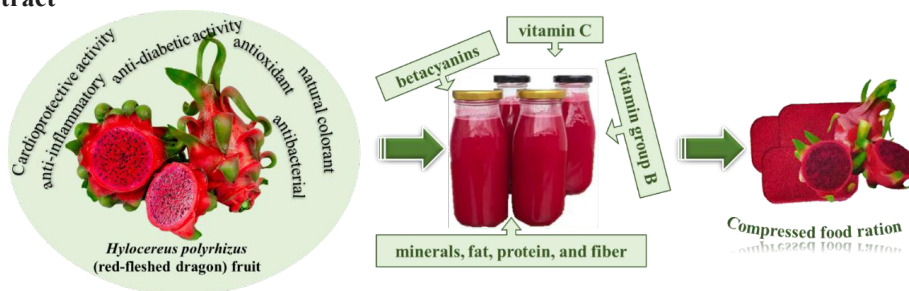 tract
Cardioprotective activity
anti-inflammatory
anti-diabetic activity
antioxidant
natural colorant
antibacterial
Hylocereus polyrhizus
(red-fleshed dragon) fruit
betacyanins
vitamin C
vitamin group B
minerals, fat, protein, and fiber
Compressed food ration